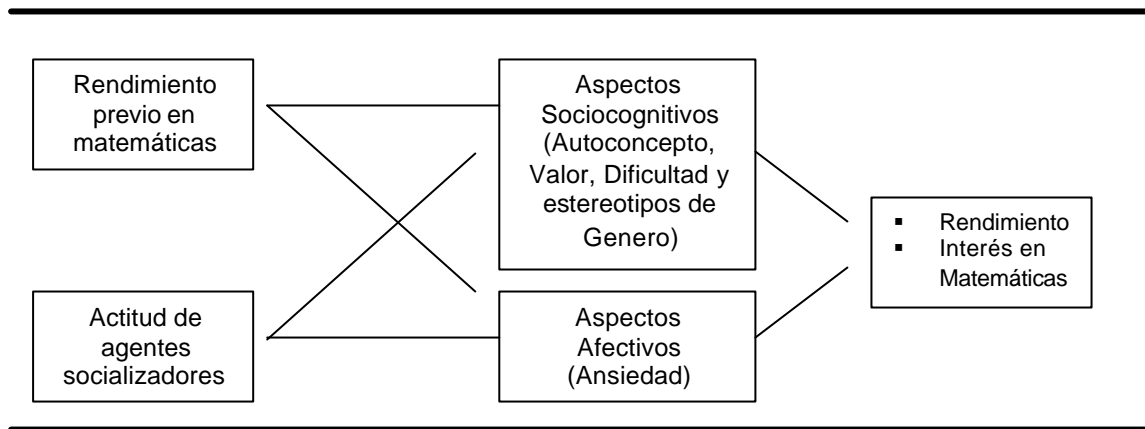 Rendimiento
previo en
matemáticas
Actitud de
agentes
socializadores
Aspectos
Sociocognitivos
(Autoconcepto,
Valor, Dificultad y
estereotipos de
Genero)
Aspectos
Afectivos
(Ansiedad)
▪ Rendimiento
▪ Interés en
Matemáticas